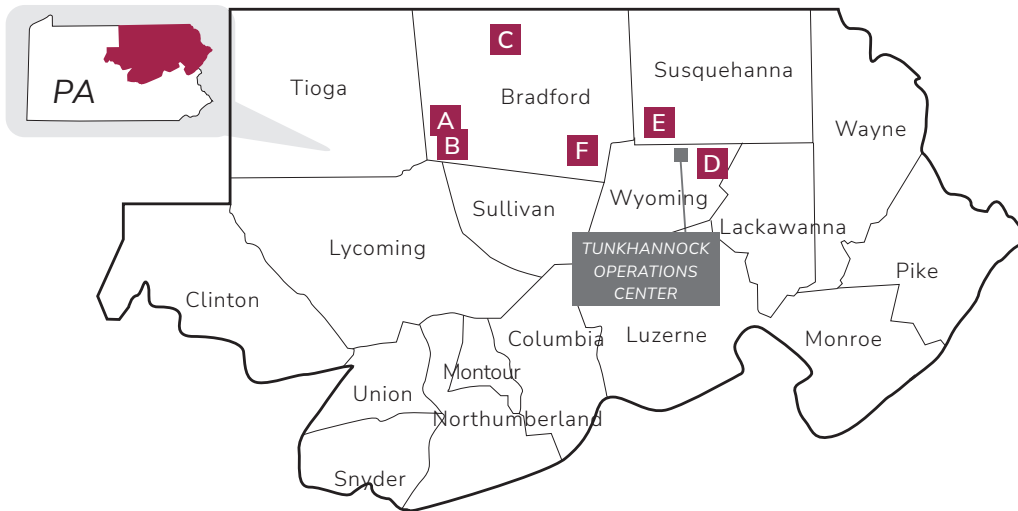 PA
Tioga
C
Bradford
Susquehanna
Wayne
A
B
F
E
D
Sullivan
Wyoming
Lackawanna
Lycoming
TUNKHANNOCK
OPERATIONS
CENTER
Pike
Clinton
Columbia
Luzerne
Monroe
Montour
Union
Northumberland
Snyder